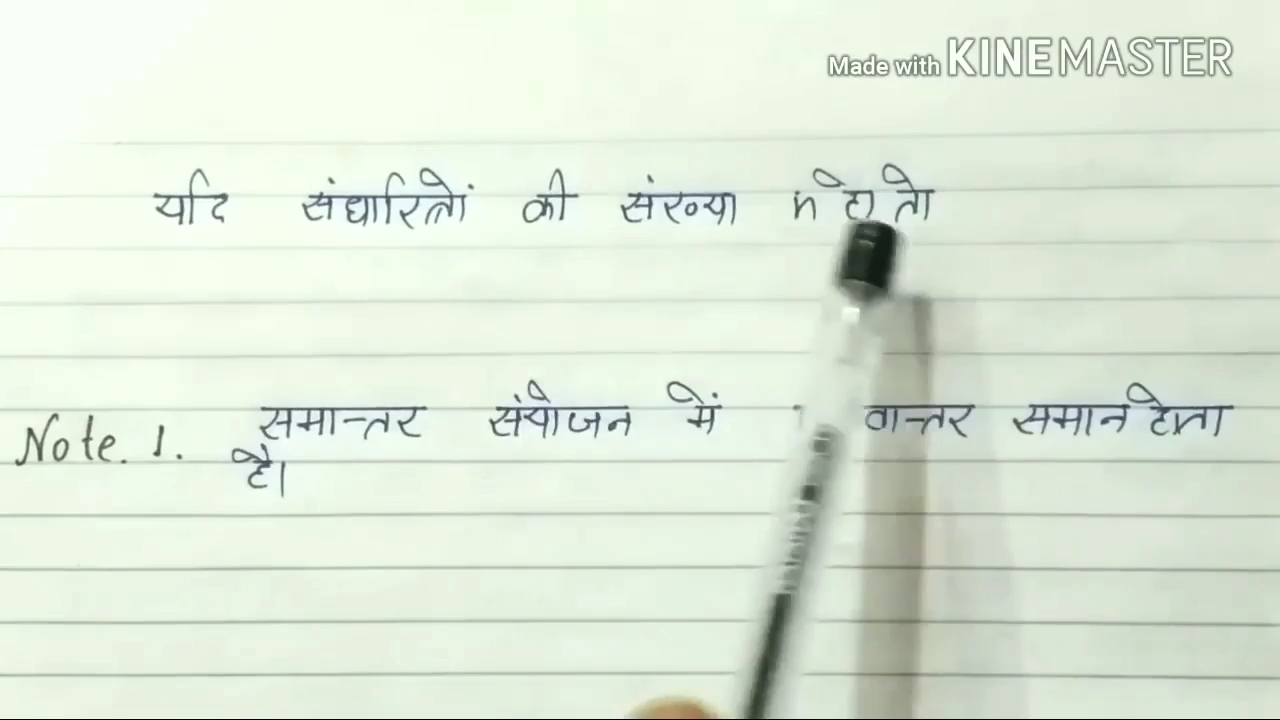 Made with KINEMASTER
यदि संधारितों की संख्या n हो तो
Note. 1. समान्तर संयोजन में वान्तर समान होता
है।